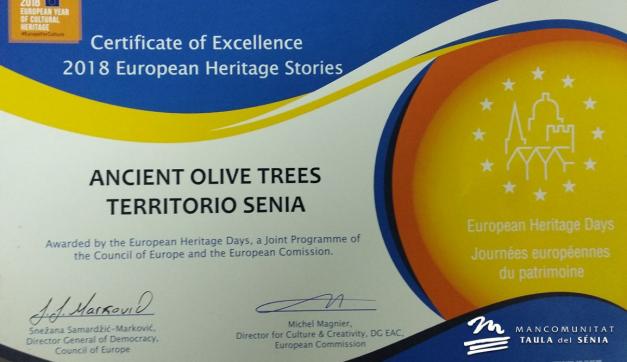 2018
EUROPEAN YEAR
OF CULTURAL
HERITAGE
#EuropeForCulture
Certificate of Excellence
2018 European Heritage Stories
ANCIENT OLIVE TREES
TERRITORIO SENIA
Awarded by the European Heritage Days, a Joint Programme of
the Council of Europe and the European Comission.
S.S. Marković
Snežana Samardžić-Marković,
Director General of Democracy,
Council of Europe
Michel Magnier,
Director for Culture & Creativity, DG EAC,
European Commission
European Heritage Days
Journées européennes
du patrimoine
MANCOMUNITAT
TAULA del SÉNIA